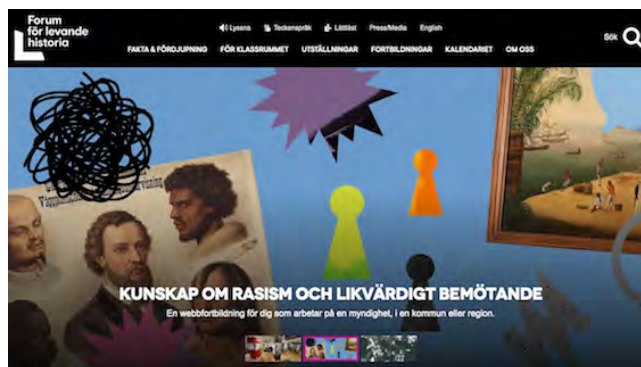 Forum
för levande
historia
Lyssna Teckenspråk Lättläst Press/Media English
FAKTA & FÖRDJUPNING FÖR KLASSRUMMET UTSTÄLLNINGAR FORTBILDNINGAR KALENDARIET OM OSS
Sök
KUNSKAP OM RASISM OCH LIKVÄRDIGT BEMÖTANDE
En webbfortbildning för dig som arbetar på en myndighet, i en kommun eller region.